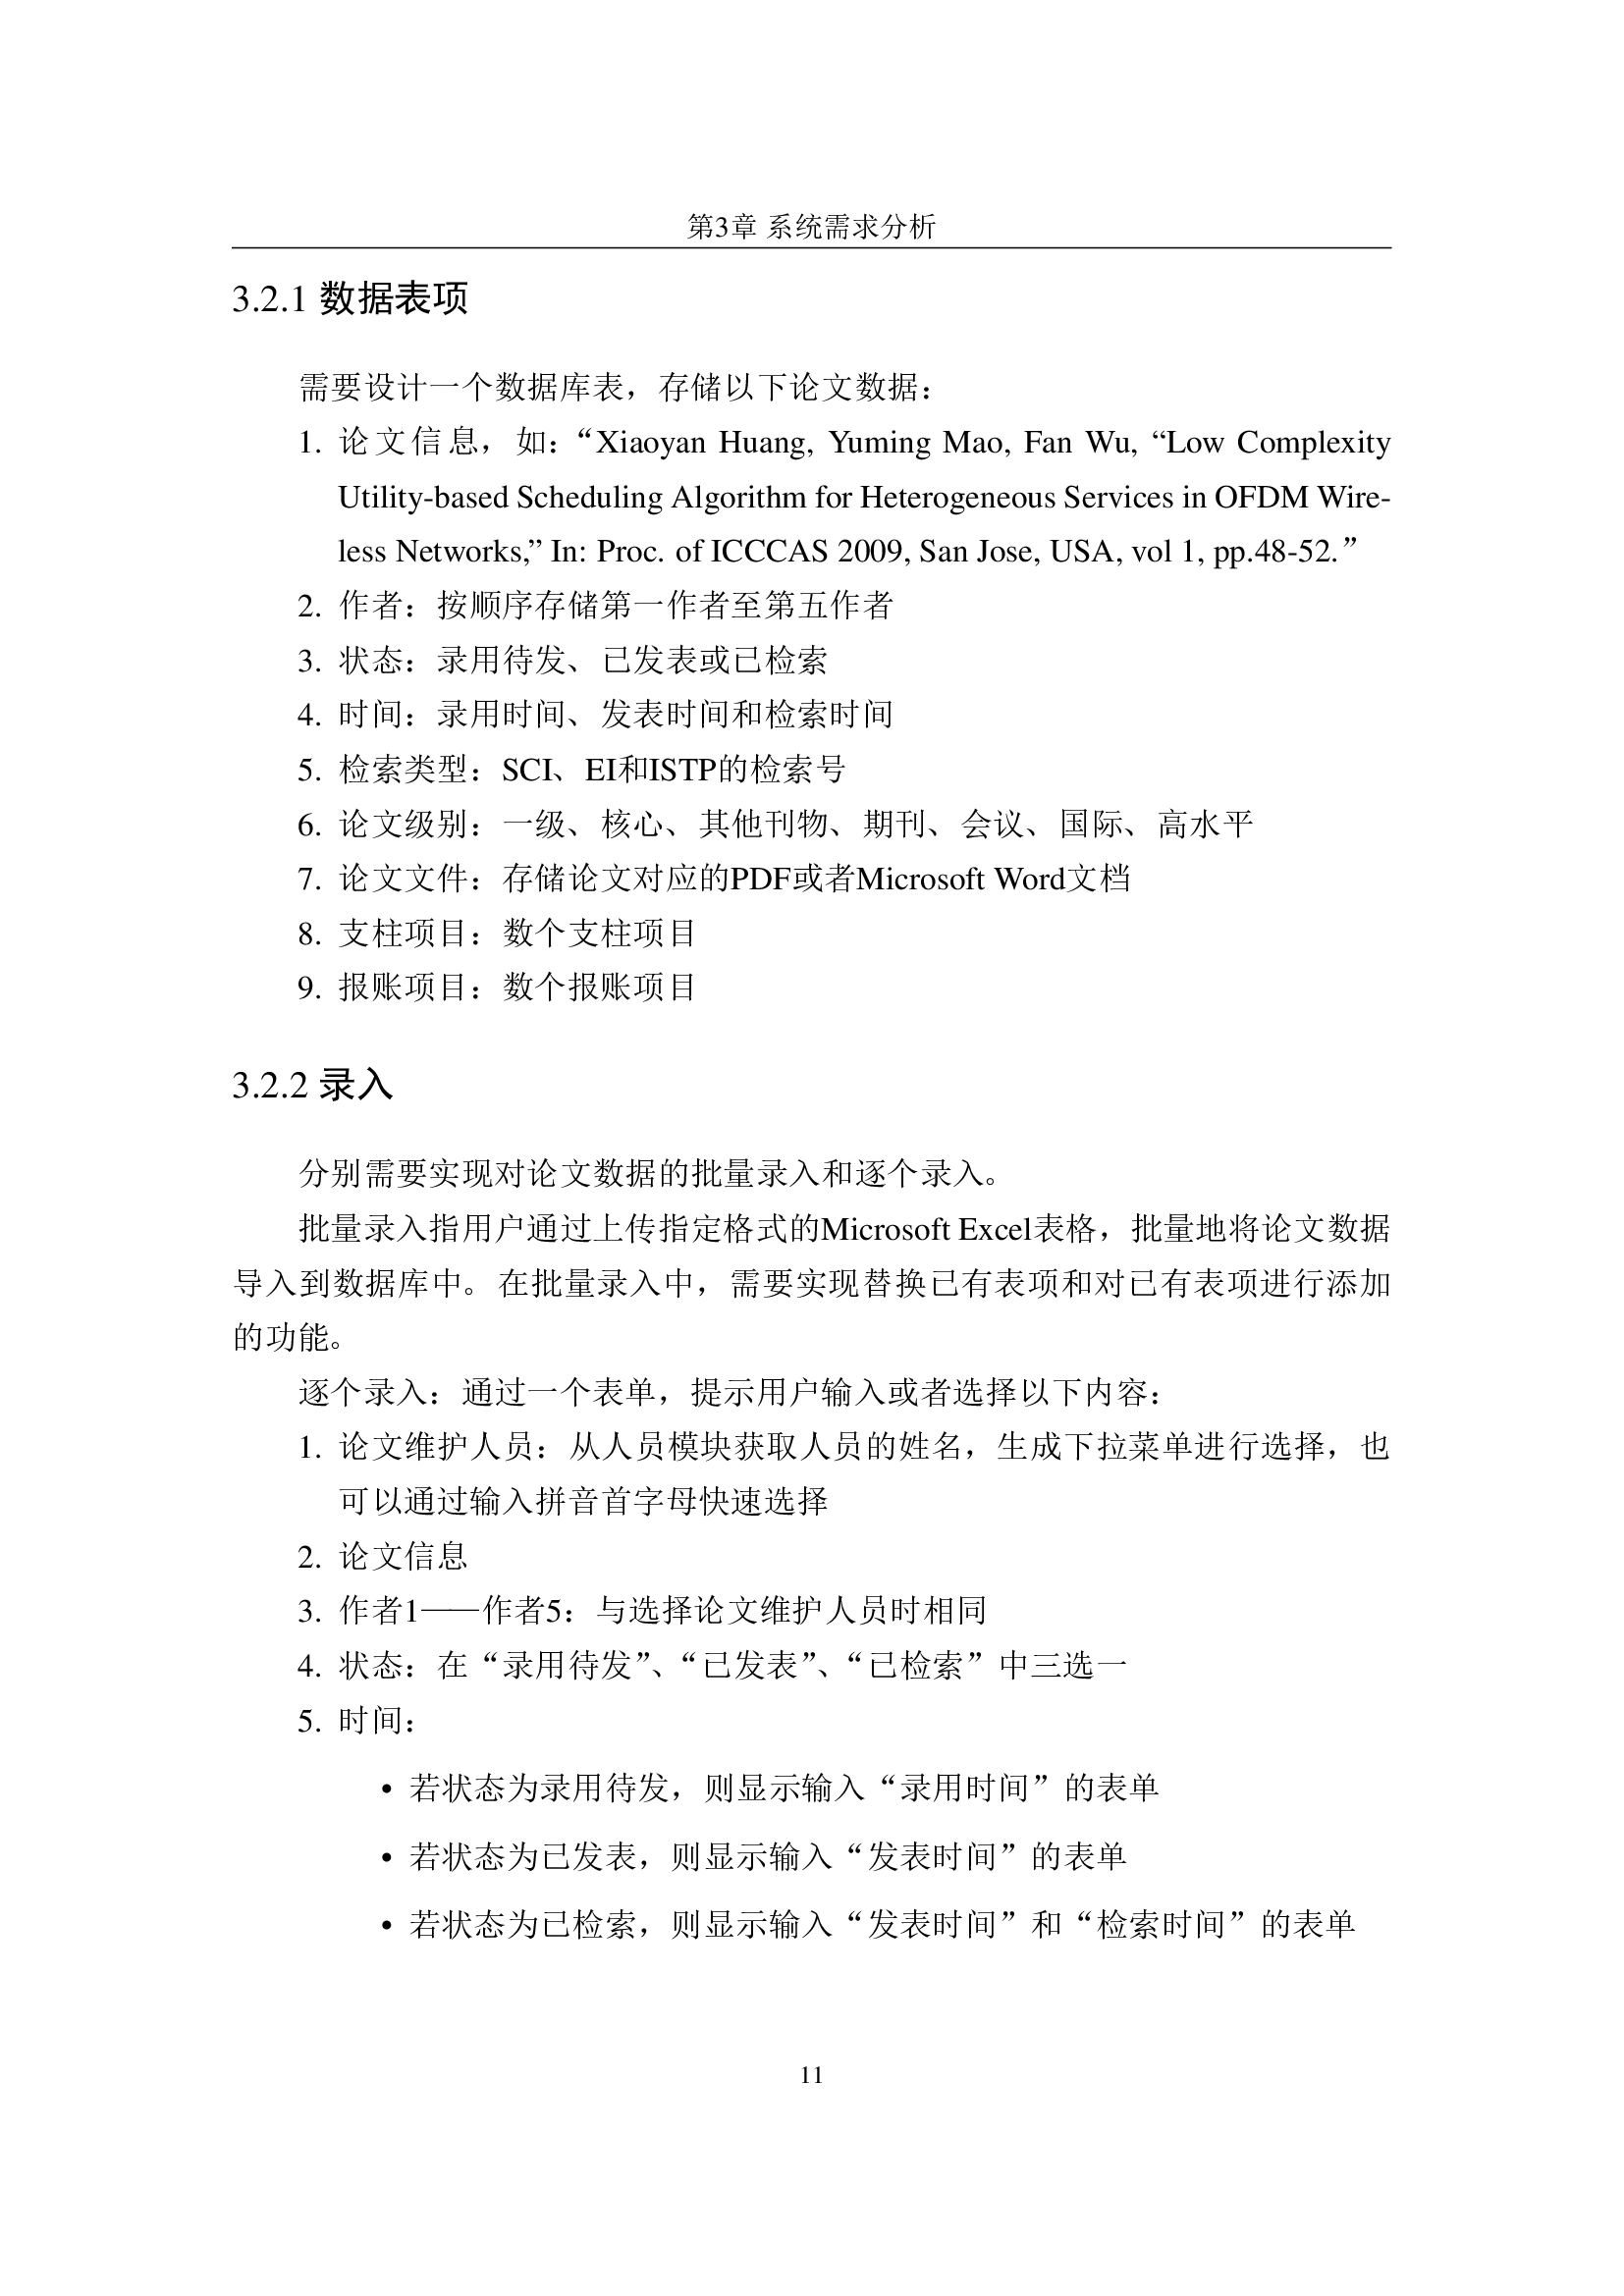 第3章 系统需求分析
3.2.1 数据表项
需要设计一个数据库表，存储以下论文数据：
1. 论文信息，如：“Xiaoyan Huang, Yuming Mao, Fan Wu, “Low Complexity
Utility-based Scheduling Algorithm for Heterogeneous Services in OFDM Wire-
less Networks,” In: Proc. of ICCCAS 2009, San Jose, USA, vol 1, pp.48-52.”
2. 作者：按顺序存储第一作者至第五作者
3. 状态：录用待发、已发表或已检索
4. 时间：录用时间、发表时间和检索时间
5. 检索类型：SCI、EI和ISTP的检索号
6. 论文级别：一级、核心、其他刊物、期刊、会议、国际、高水平
7. 论文文件：存储论文对应的PDF或者Microsoft Word文档
8. 支柱项目：数个支柱项目
9. 报账项目：数个报账项目
3.2.2 录入
分别需要实现对论文数据的批量录入和逐个录入。
批量录入指用户通过上传指定格式的Microsoft Excel表格，批量地将论文数据
导入到数据库中。在批量录入中，需要实现替换已有表项和对已有表项进行添加
的功能。
逐个录入：通过一个表单，提示用户输入或者选择以下内容：
1. 论文维护人员：从人员模块获取人员的姓名，生成下拉菜单进行选择，也
可以通过输入拼音首字母快速选择
2. 论文信息
3. 作者1——作者5：与选择论文维护人员时相同
4. 状态：在“录用待发”、“已发表”、“已检索”中三选一
5. 时间：
• 若状态为录用待发，则显示输入“录用时间”的表单
• 若状态为已发表，则显示输入“发表时间”的表单
• 若状态为已检索，则显示输入“发表时间”和“检索时间”的表单
11